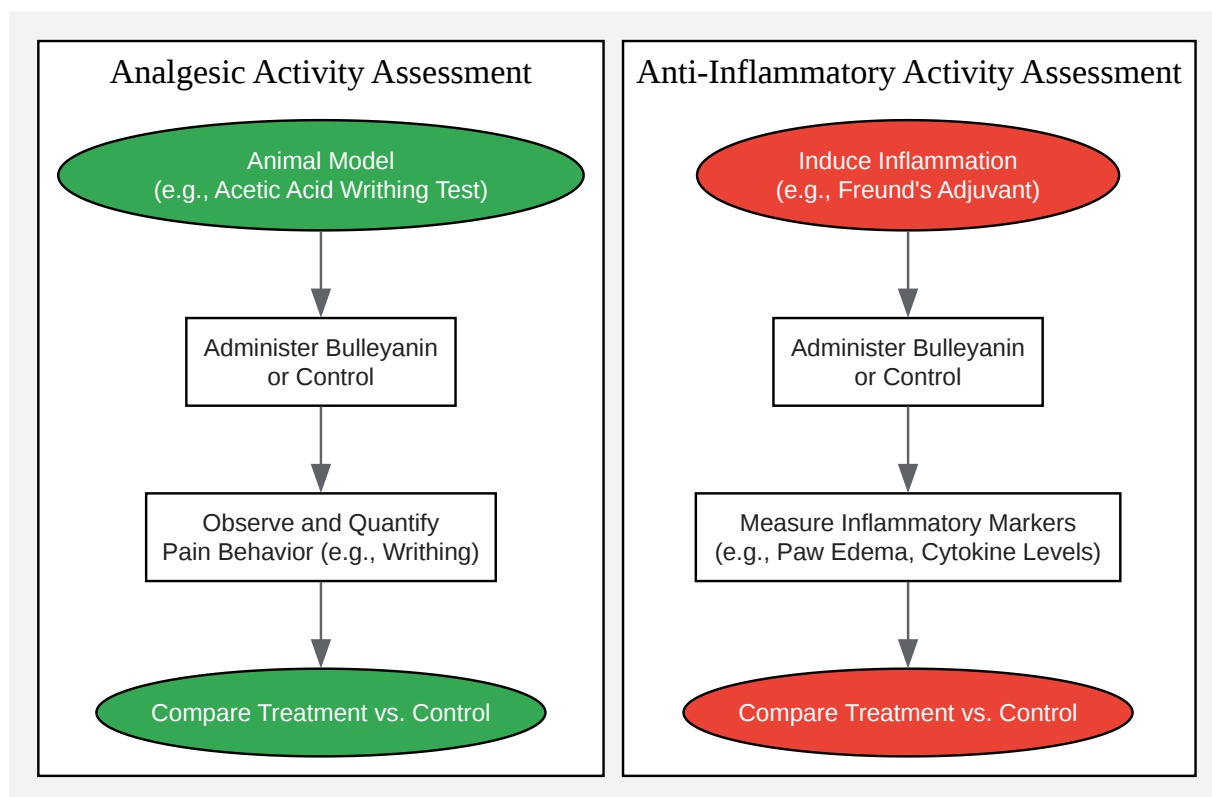 Analgesic Activity Assessment
Animal Model
(e.g., Acetic Acid Writhing Test)
Administer Bulleyanin
or Control
Observe and Quantify
Pain Behavior (e.g., Writhing)
Compare Treatment vs. Control
Anti-Inflammatory Activity Assessment
Induce Inflammation
(e.g., Freund's Adjuvant)
Administer Bulleyanin
or Control
Measure Inflammatory Markers
(e.g., Paw Edema, Cytokine Levels)
Compare Treatment vs. Control